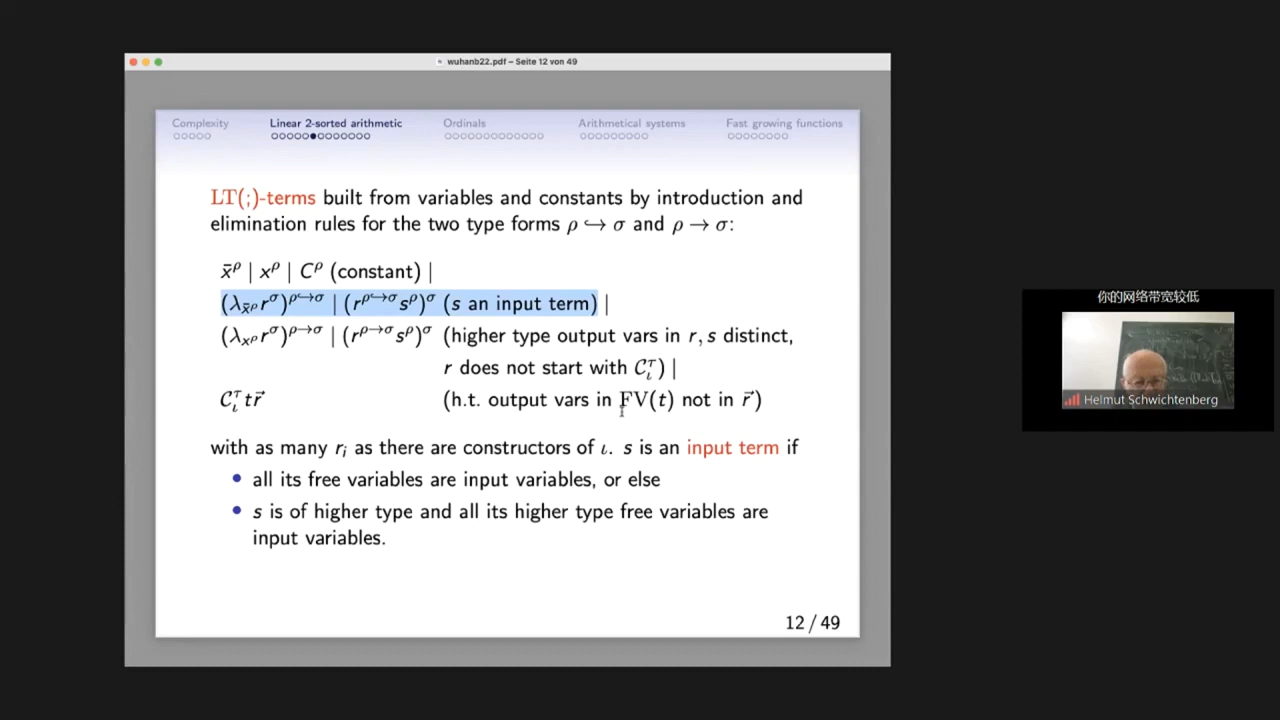 wuhanb22.pdf – Seite 12 von 49
Complexity Linear 2-sorted arithmetic Ordinals Arithmetical systems Fast growing functions
LT(;)-terms built from variables and constants by introduction and
elimination rules for the two type forms ρ ↪ σ and ρ → σ:
x̄^ρ | x^ρ | C^ρ (constant) |
(λ_{x̄^ρ} r^σ)^{ρ↪σ} | (r^{ρ↪σ} s^ρ)^σ (s an input term) |
(λ_{x^ρ} r^σ)^{ρ→σ} | (r^{ρ→σ} s^ρ)^σ (higher type output vars in r, s distinct,
r does not start with 𝒞_ι^τ) |
𝒞_ι^τ t r⃗ (h.t. output vars in FV(t) not in r⃗)
with as many r_i as there are constructors of ι. s is an input term if
• all its free variables are input variables, or else
• s is of higher type and all its higher type free variables are
input variables.
12 / 49
你的网络带宽较低
Helmut Schwichtenberg